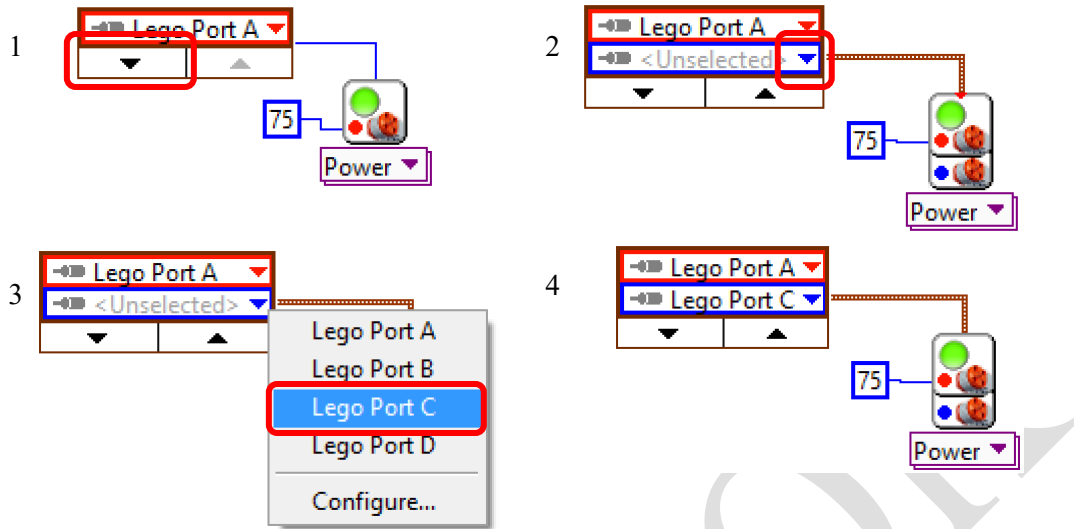 1
Lego Port A
75
Power
2
Lego Port A
<Unselected>
75
Power
3
Lego Port A
<Unselected>
Lego Port A
Lego Port B
Lego Port C
Lego Port D
Configure...
4
Lego Port A
Lego Port C
75
Power